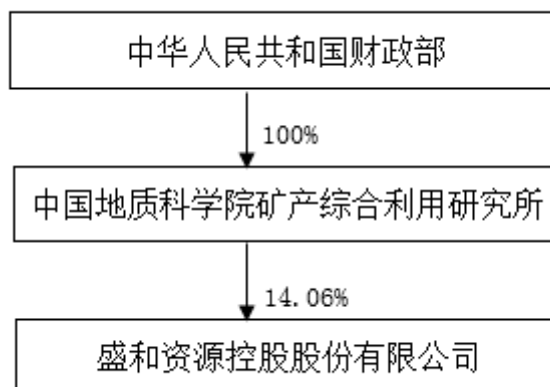 中华人民共和国财政部
100%
中国地质科学院矿产综合利用研究所
14.06%
盛和资源控股股份有限公司